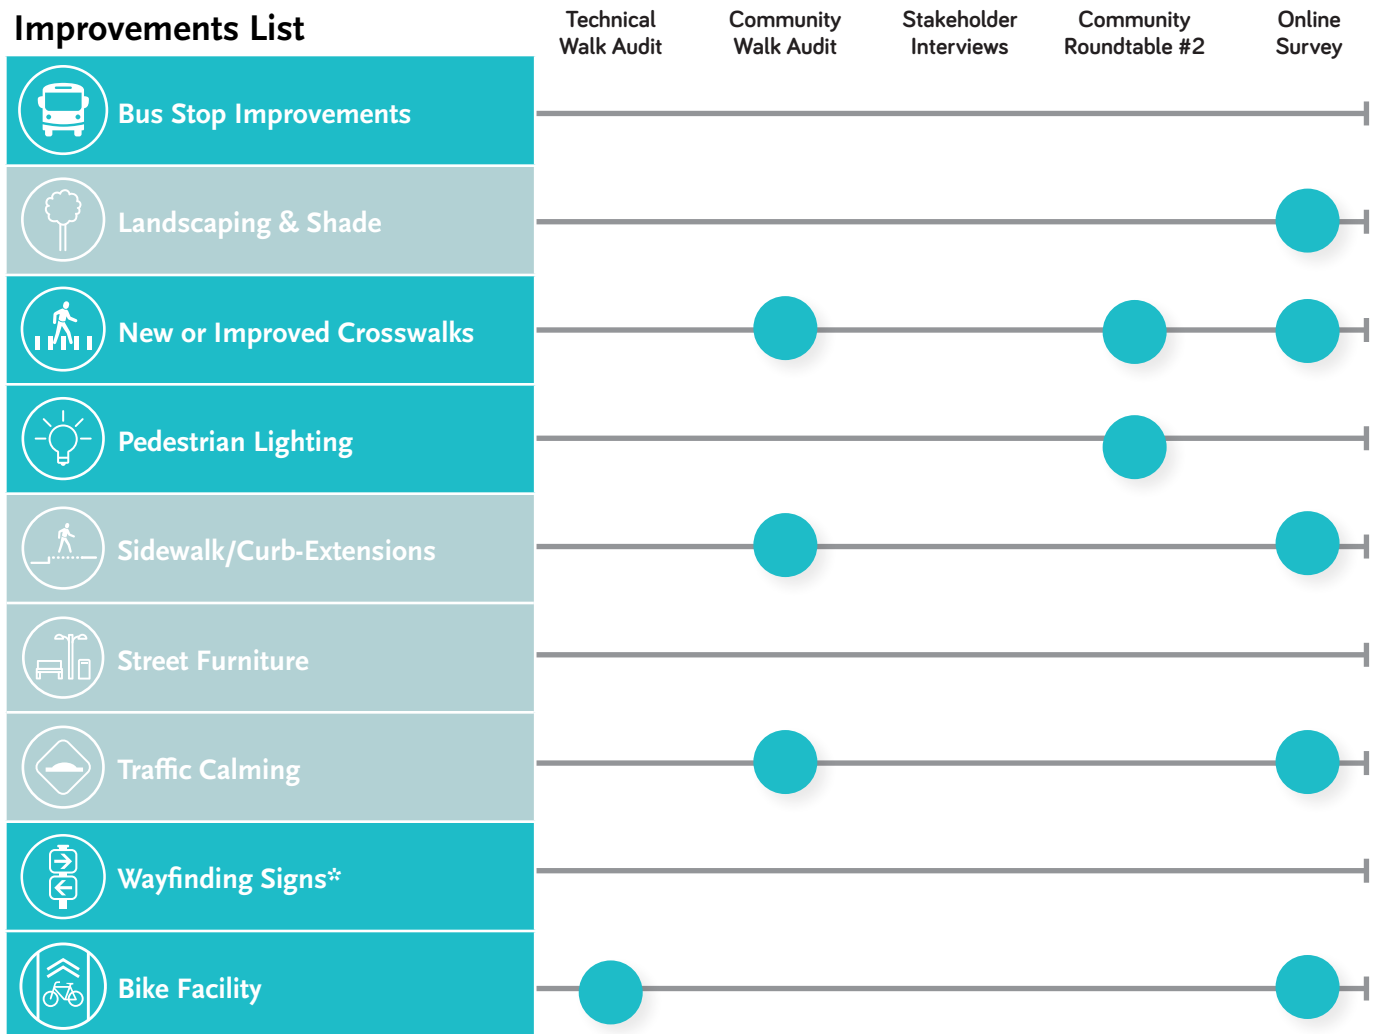 Improvements List
Technical
Walk Audit
Community
Walk Audit
Stakeholder
Interviews
Community
Roundtable #2
Online
Survey
Bus Stop Improvements
Landscaping & Shade
New or Improved Crosswalks
Pedestrian Lighting
Sidewalk/Curb-Extensions
Street Furniture
Traffic Calming
Wayfinding Signs*
Bike Facility